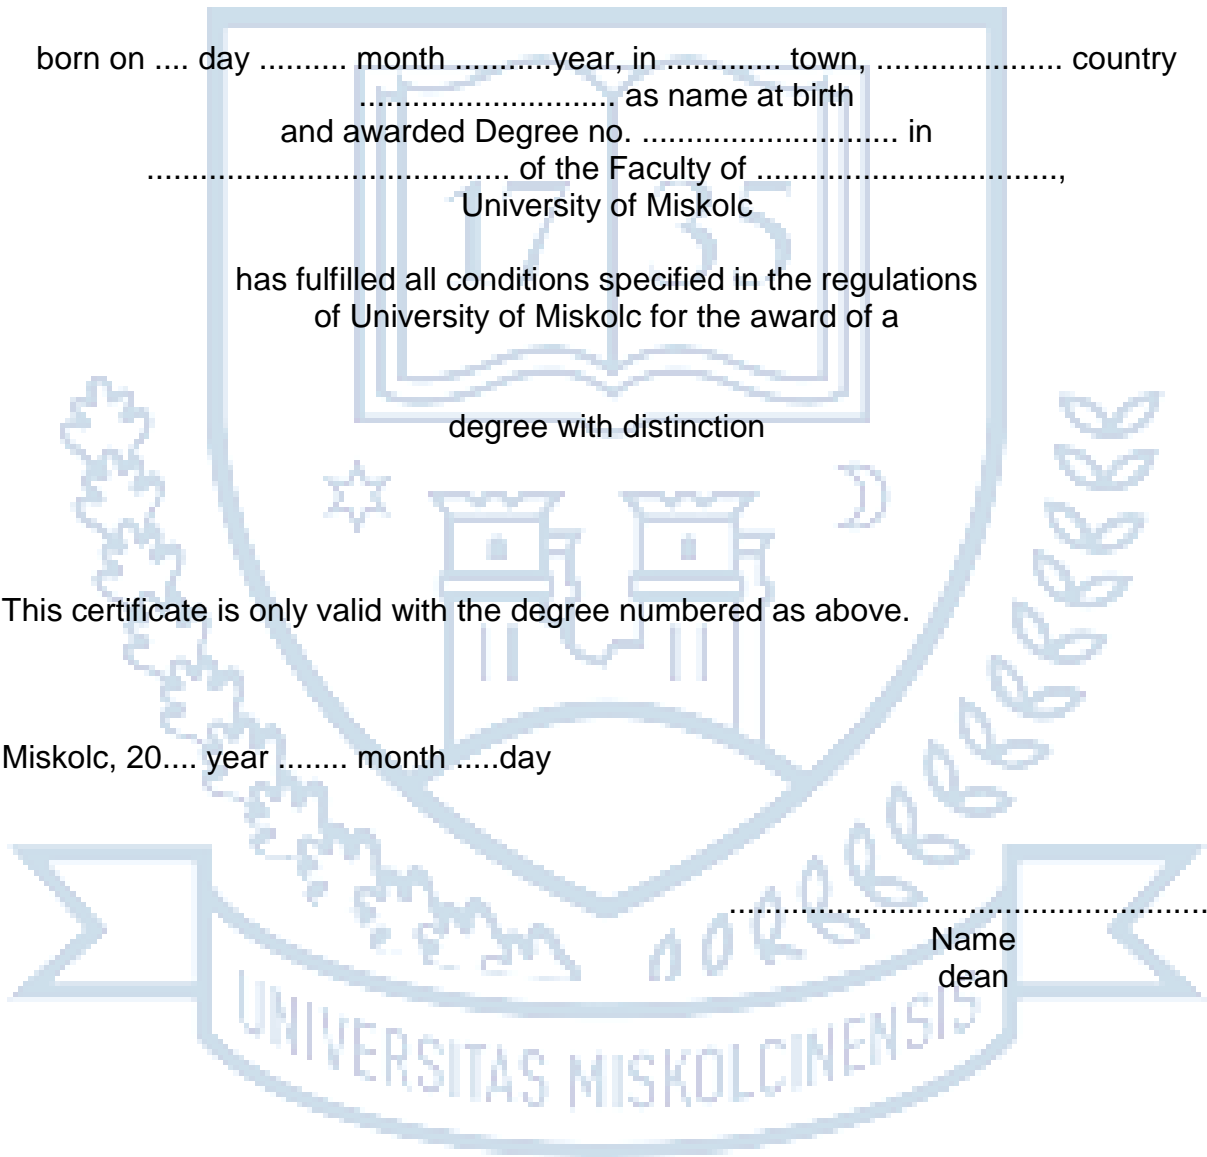 born on .... day .......... month ...........year, in ............. town, ..................... country
............................. as name at birth
and awarded Degree no. ............................. in
......................................... of the Faculty of ..................................,
17 35
University of Miskolc
has fulfilled all conditions specified in the regulations
of University of Miskolc for the award of a
degree with distinction
This certificate is only valid with the degree numbered as above.
Miskolc, 20.... year ........ month .....day
......................................................
Name
dean
UNIVERSITAS MISKOLCINENSIS